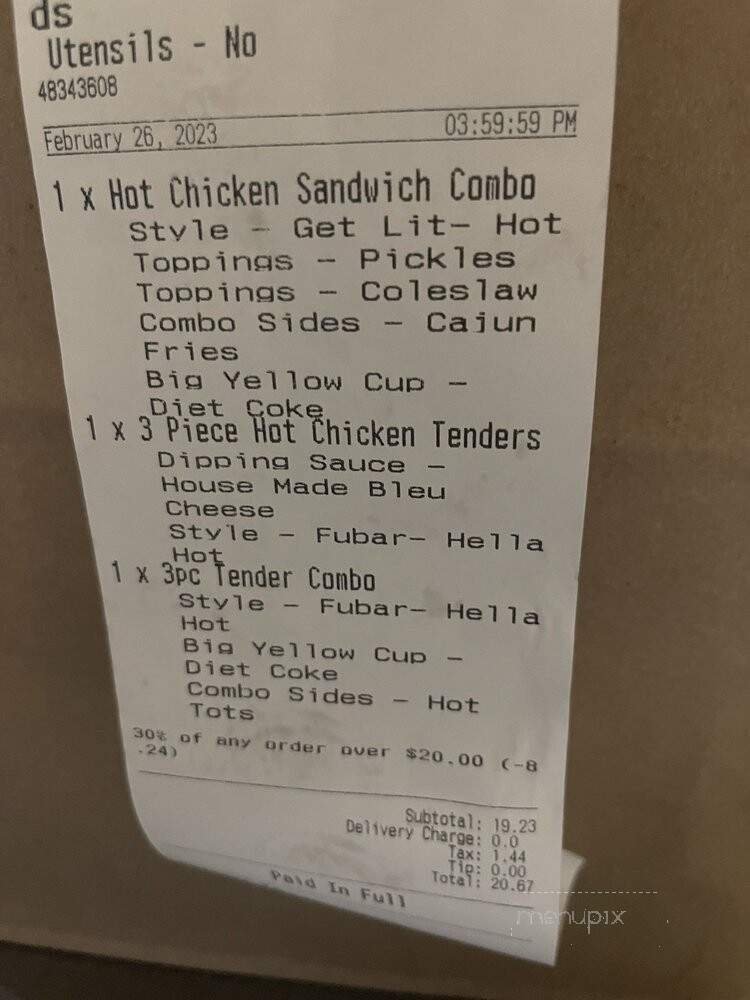 ds
Utensils - No
48343608
February 26, 2023 03:59:59 PM
1 x Hot Chicken Sandwich Combo
Style - Get Lit- Hot
Toppings - Pickles
Toppings - Coleslaw
Combo Sides - Cajun
Fries
Big Yellow Cup -
Diet Coke
1 x 3 Piece Hot Chicken Tenders
Dipping Sauce -
House Made Bleu
Cheese
Style - Fubar- Hella
Hot
1 x 3pc Tender Combo
Style - Fubar- Hella
Hot
Big Yellow Cup -
Diet Coke
Combo Sides - Hot
Tots
30% of any order over $20.00 (-8
.24)
Subtotal: 19.23
Delivery Charge: 0.0
Tax: 1.44
Tip: 0.00
Total: 20.67
Paid In Full
menupix